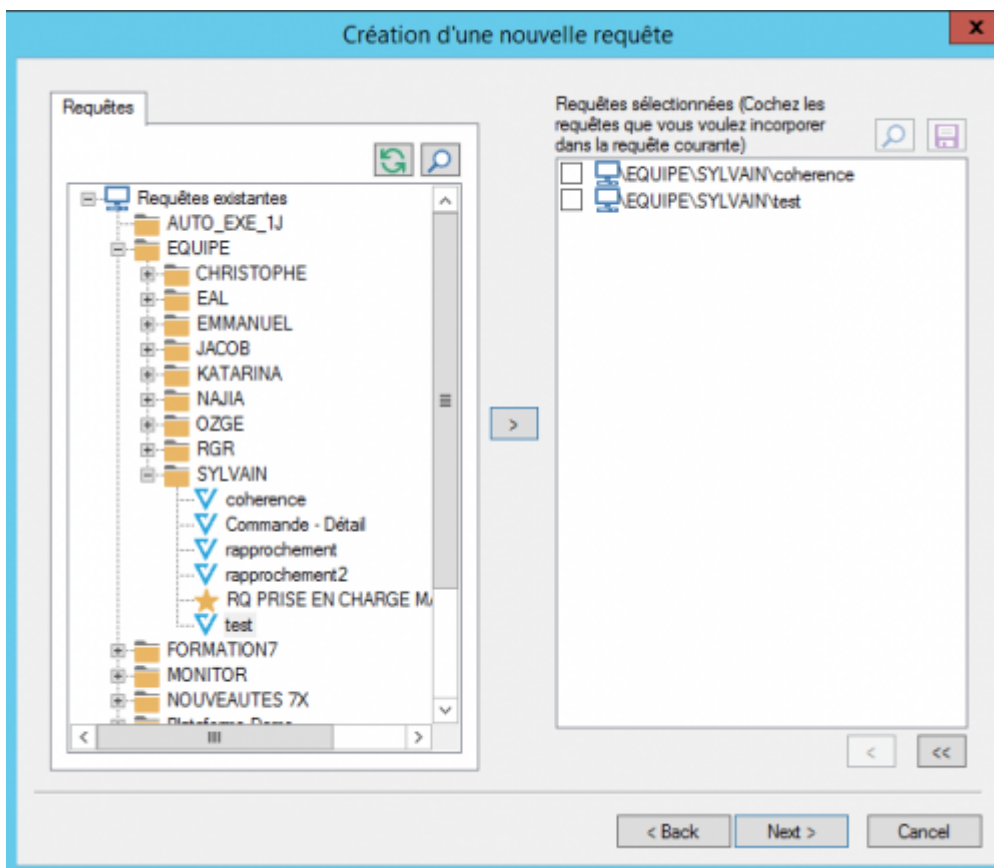 Création d'une nouvelle requête
x
Requêtes
Requêtes existantes
AUTO_EXE_1J
EQUIPE
CHRISTOPHE
EAL
EMMANUEL
JACOB
KATARINA
NAJIA
OZGE
RGR
SYLVAIN
coherence
Commande - Détail
rapprochement
rapprochement2
RQ PRISE EN CHARGE
test
FORMATION7
MONITOR
NOUVEAUTES 7X
>
Requêtes sélectionnées (Cochez les
requêtes que vous voulez incorporer
dans la requête courante)
\EQUIPE\SYLVAIN\coherence
\EQUIPE\SYLVAIN\test
< <<
< Back Next > Cancel